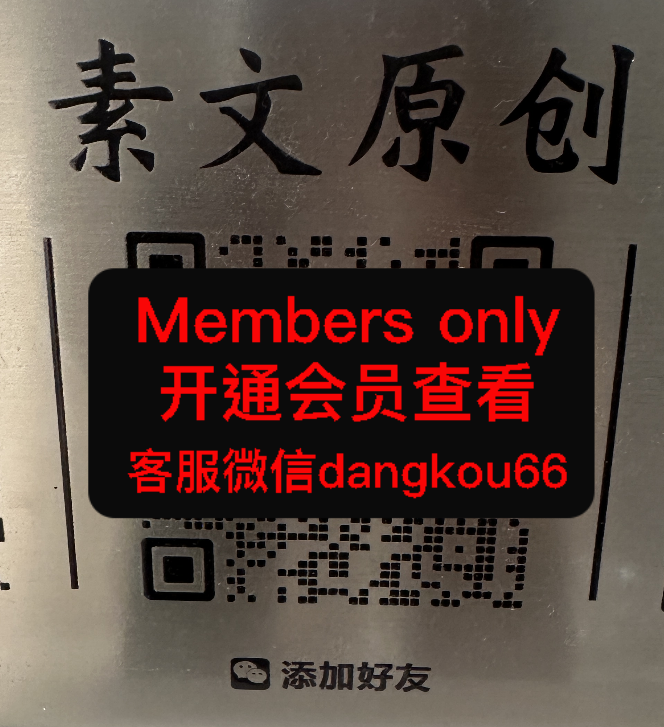 素文原创
Members only
开通会员查看
客服微信dangkou66
添加好友